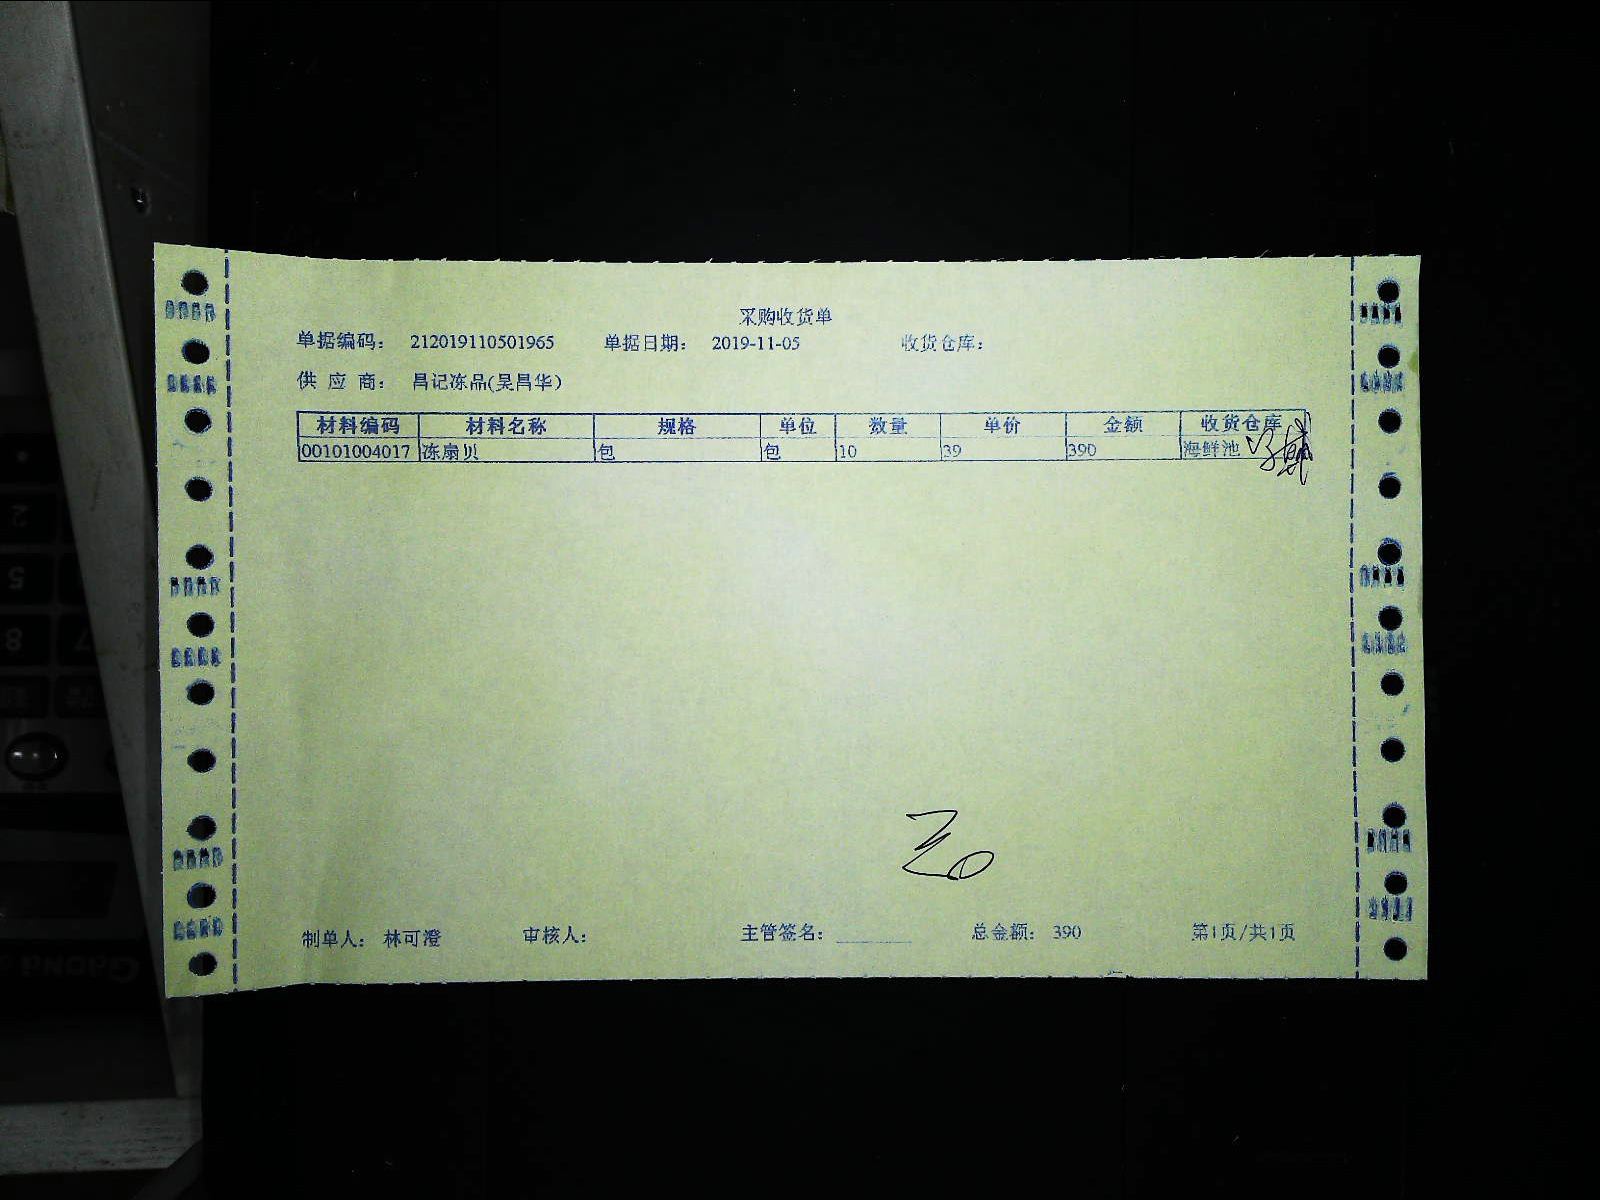 采购收货单
单据编码： 212019110501965 单据日期： 2019-11-05 收货仓库：
供 应 商： 昌记冻品(吴昌华)
材料编码 材料名称 规格 单位 数量 单价 金额 收货仓库
00101004017 冻扇贝 包 包 10 39 390 海鲜池
制单人： 林可澄 审核人： 主管签名： 总金额： 390 第1页/共1页